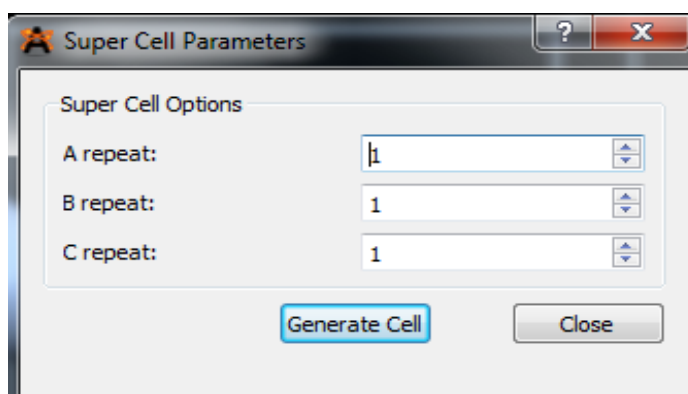 Super Cell Parameters
?
Super Cell Options
A repeat: 1
B repeat: 1
C repeat: 1
Generate Cell Close